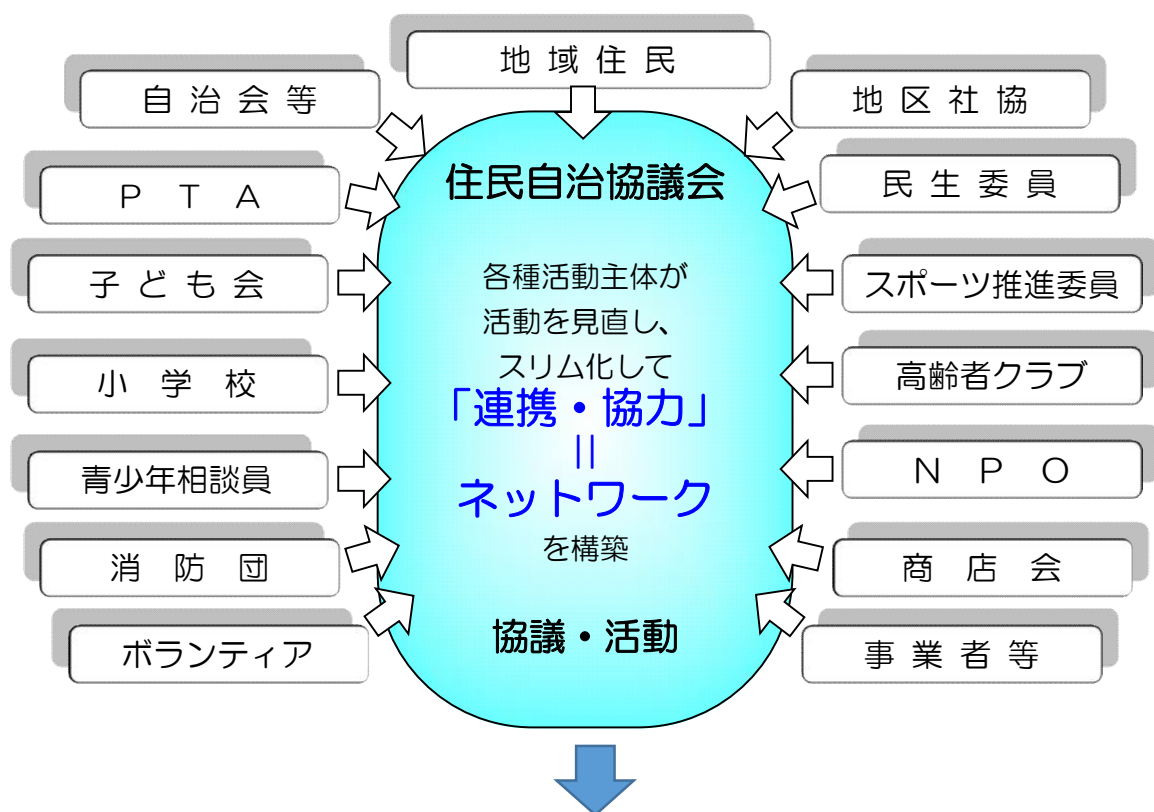 地域住民
自治会等
地区社協
PTA
民生委員
子ども会
スポーツ推進委員
小学校
高齢者クラブ
青少年相談員
NPO
消防団
商店会
ボランティア
事業者等
住民自治協議会
各種活動主体が
活動を見直し、
スリム化して
「連携・協力」
＝
ネットワーク
を構築
協議・活動